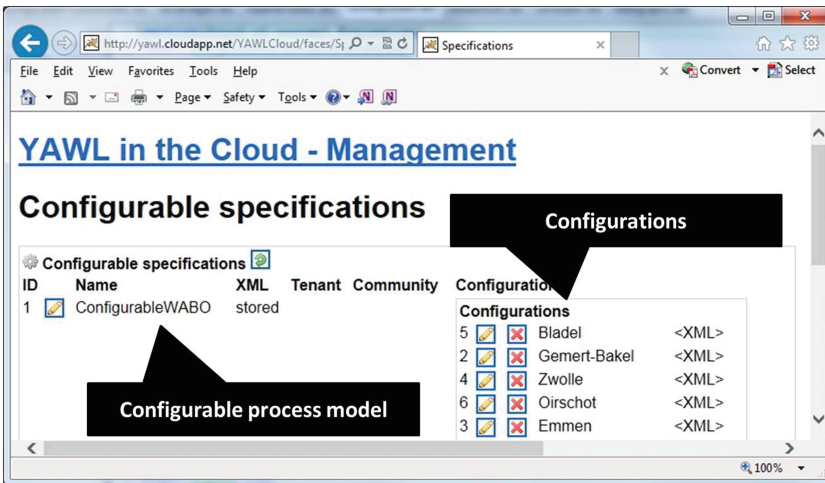 http://yawl.cloudapp.net/YAWLCloud/faces/Sp
Specifications
File Edit View Favorites Tools Help
Convert Select
Page Safety Tools
YAWL in the Cloud - Management
Configurable specifications
Configurations
Configurable specifications
ID Name XML Tenant Community Configuration
1 ConfigurableWABO stored
Configurations
5 Bladel <XML>
2 Gemert-Bakel <XML>
4 Zwolle <XML>
6 Oirschot <XML>
3 Emmen <XML>
Configurable process model
100%